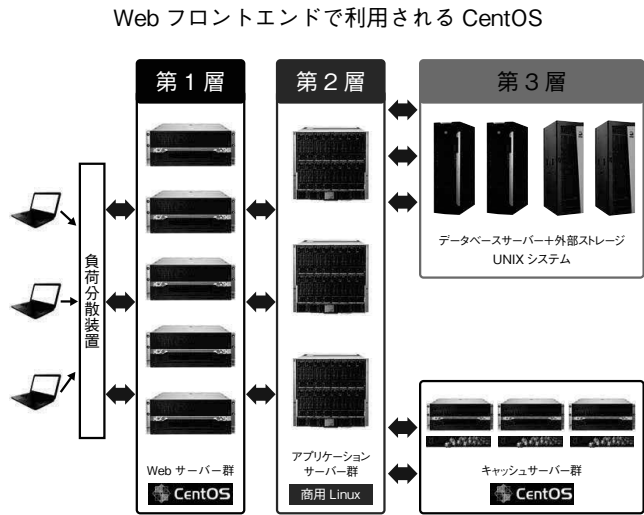 Web フロントエンドで利用される CentOS
第1層
第2層
第3層
負荷分散装置
データベースサーバー+外部ストレージ
UNIX システム
Web サーバー群
CentOS
アプリケーション
サーバー群
商用 Linux
キャッシュサーバー群
CentOS